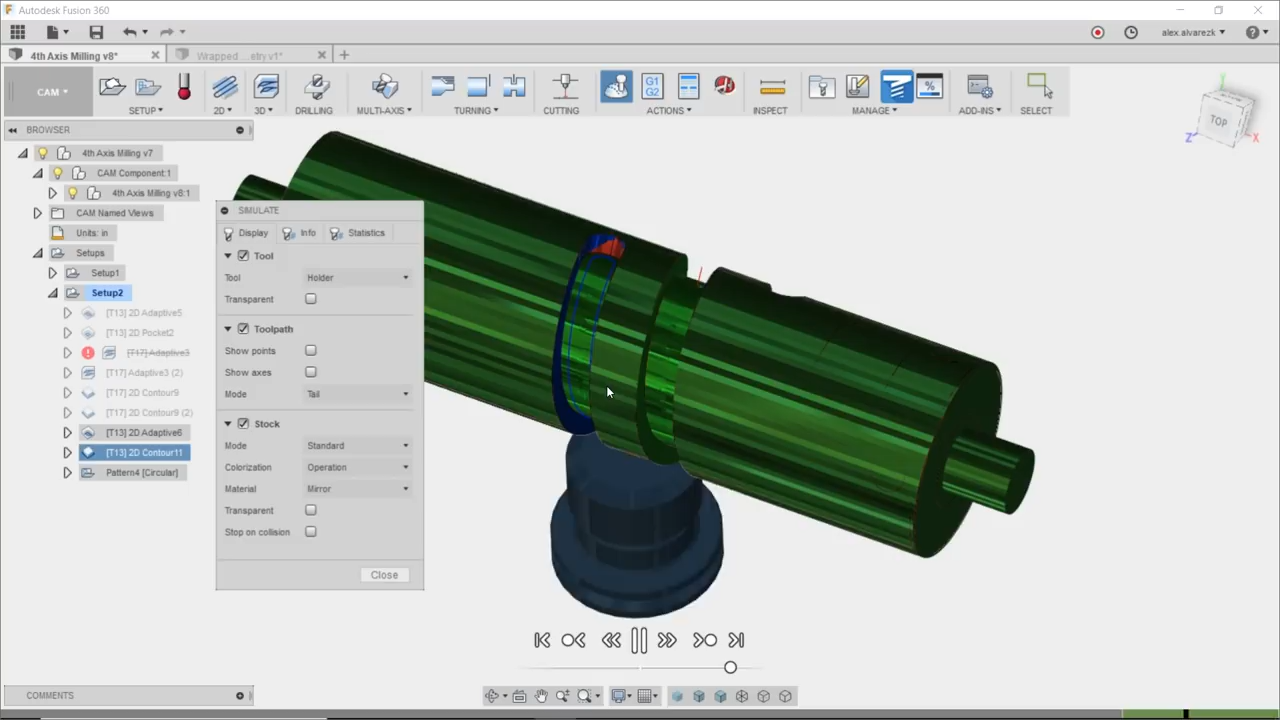 Autodesk Fusion 360
alex.alvarezk
4th Axis Milling v8*
Wrapped ...etry v1*
CAM
SETUP
2D
3D
DRILLING
MULTI-AXIS
TURNING
CUTTING
G1
G2
ACTIONS
INSPECT
MANAGE
ADD-INS
SELECT
BROWSER
TOP
Z
X
Y
4th Axis Milling v7
CAM Component:1
4th Axis Milling v8:1
CAM Named Views
Units: in
Setups
Setup1
Setup2
[T13] 2D Adaptive5
[T13] 2D Pocket2
[T17] Adaptive3
[T17] Adaptive3 (2)
[T17] 2D Contour9
[T17] 2D Contour9 (2)
[T13] 2D Adaptive6
[T13] 2D Contour11
Pattern4 [Circular]
SIMULATE
Display
Info
Statistics
Tool
Tool Holder
Transparent
Toolpath
Show points
Show axes
Mode Tail
Stock
Mode Standard
Colorization Operation
Material Mirror
Transparent
Stop on collision
Close
COMMENTS